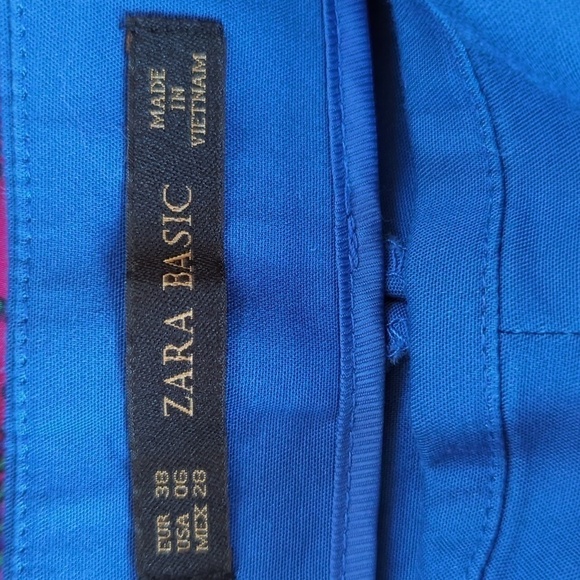 EUR 38
USA 06
MEX 28
ZARA BASIC
MADE
IN
VIETNAM